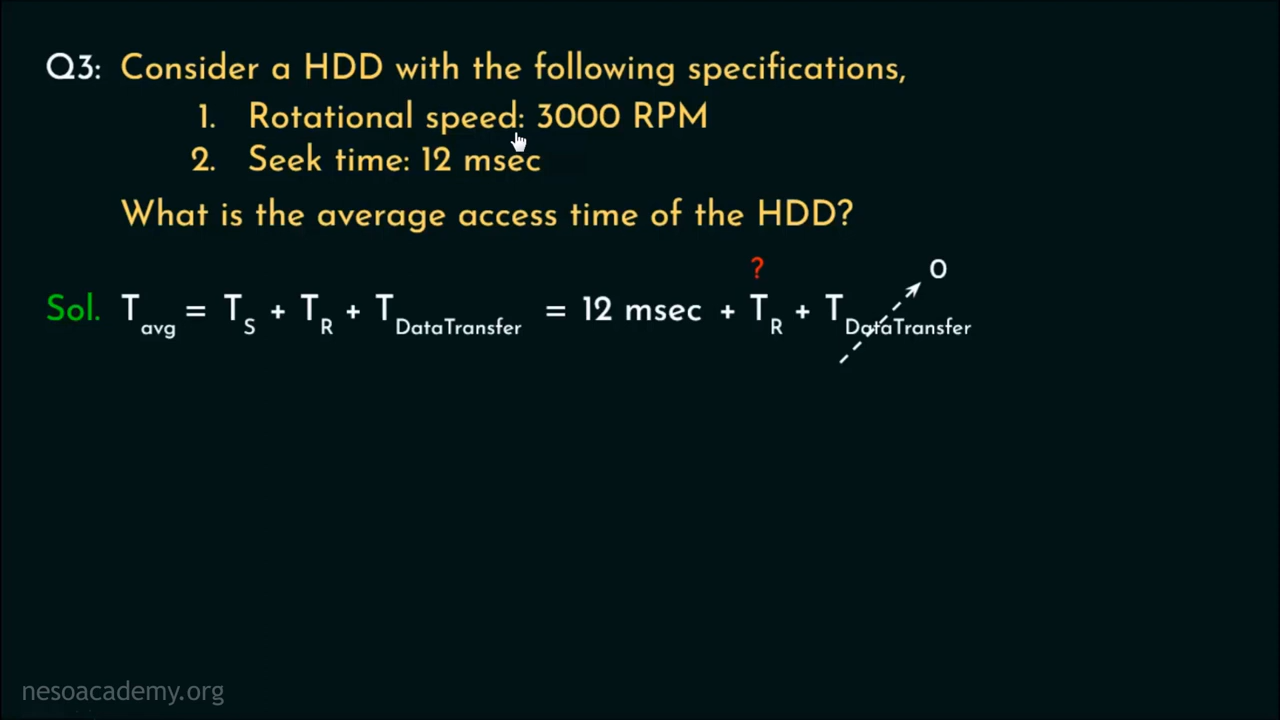 Q3: Consider a HDD with the following specifications,
1. Rotational speed: 3000 RPM
2. Seek time: 12 msec
What is the average access time of the HDD?
? 0
Sol. Tavg = TS + TR + TDataTransfer = 12 msec + TR + TDataTransfer
nesoacademy.org